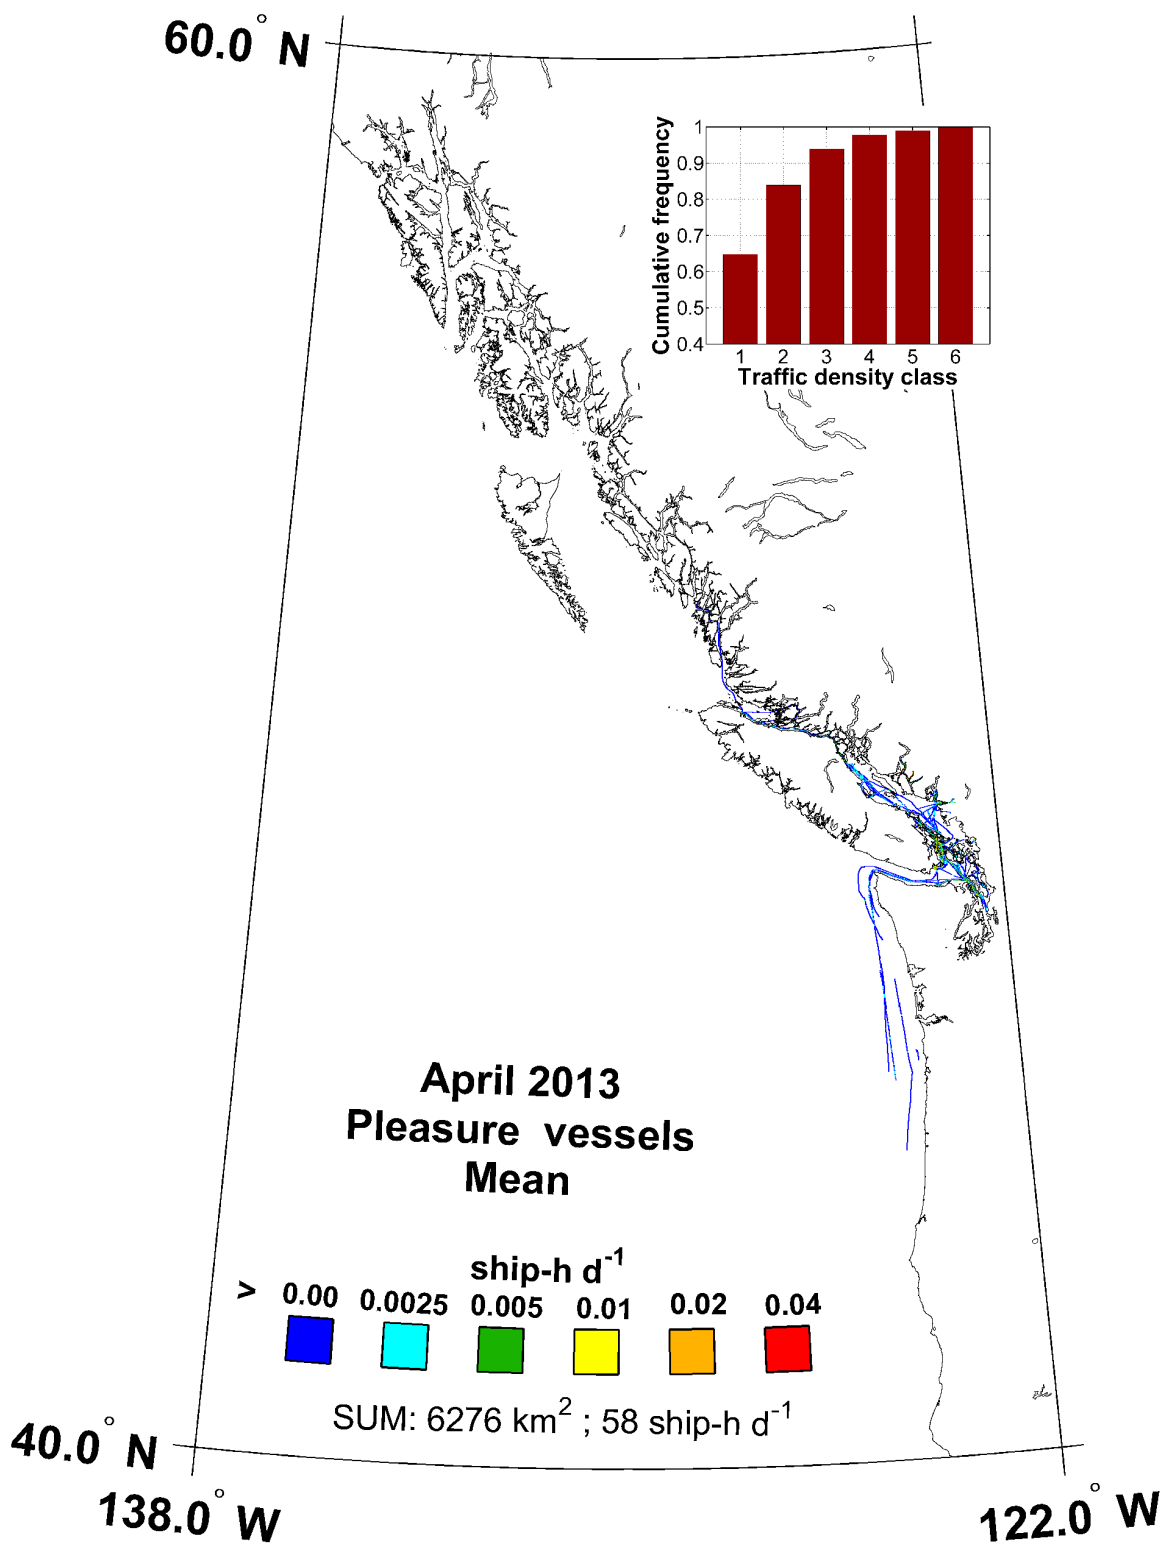 60.0° N
Cumulative frequency
1
0.9
0.8
0.7
0.6
0.5
0.4
1 2 3 4 5 6
Traffic density class
April 2013
Pleasure vessels
Mean
ship-h d⁻¹
> 0.00 0.0025 0.005 0.01 0.02 0.04
SUM: 6276 km² ; 58 ship-h d⁻¹
40.0° N
138.0° W
122.0° W